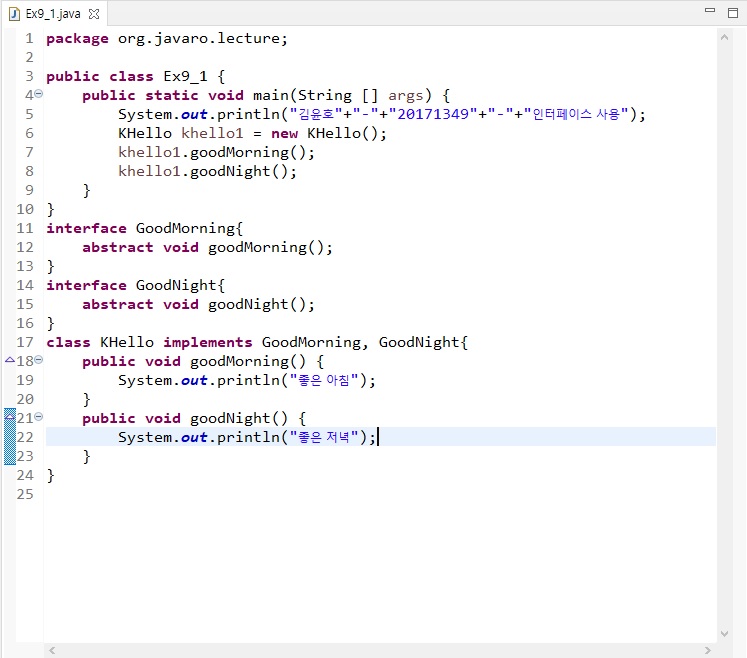 Ex9_1.java
1 package org.javaro.lecture;
2
3 public class Ex9_1 {
4 public static void main(String [] args) {
5 System.out.println("김윤호"+"-"+"20171349"+"-"+"인터페이스 사용");
6 KHello khello1 = new KHello();
7 khello1.goodMorning();
8 khello1.goodNight();
9 }
10 }
11 interface GoodMorning{
12 abstract void goodMorning();
13 }
14 interface GoodNight{
15 abstract void goodNight();
16 }
17 class KHello implements GoodMorning, GoodNight{
18 public void goodMorning() {
19 System.out.println("좋은 아침");
20 }
21 public void goodNight() {
22 System.out.println("좋은 저녁");
23 }
24 }
25